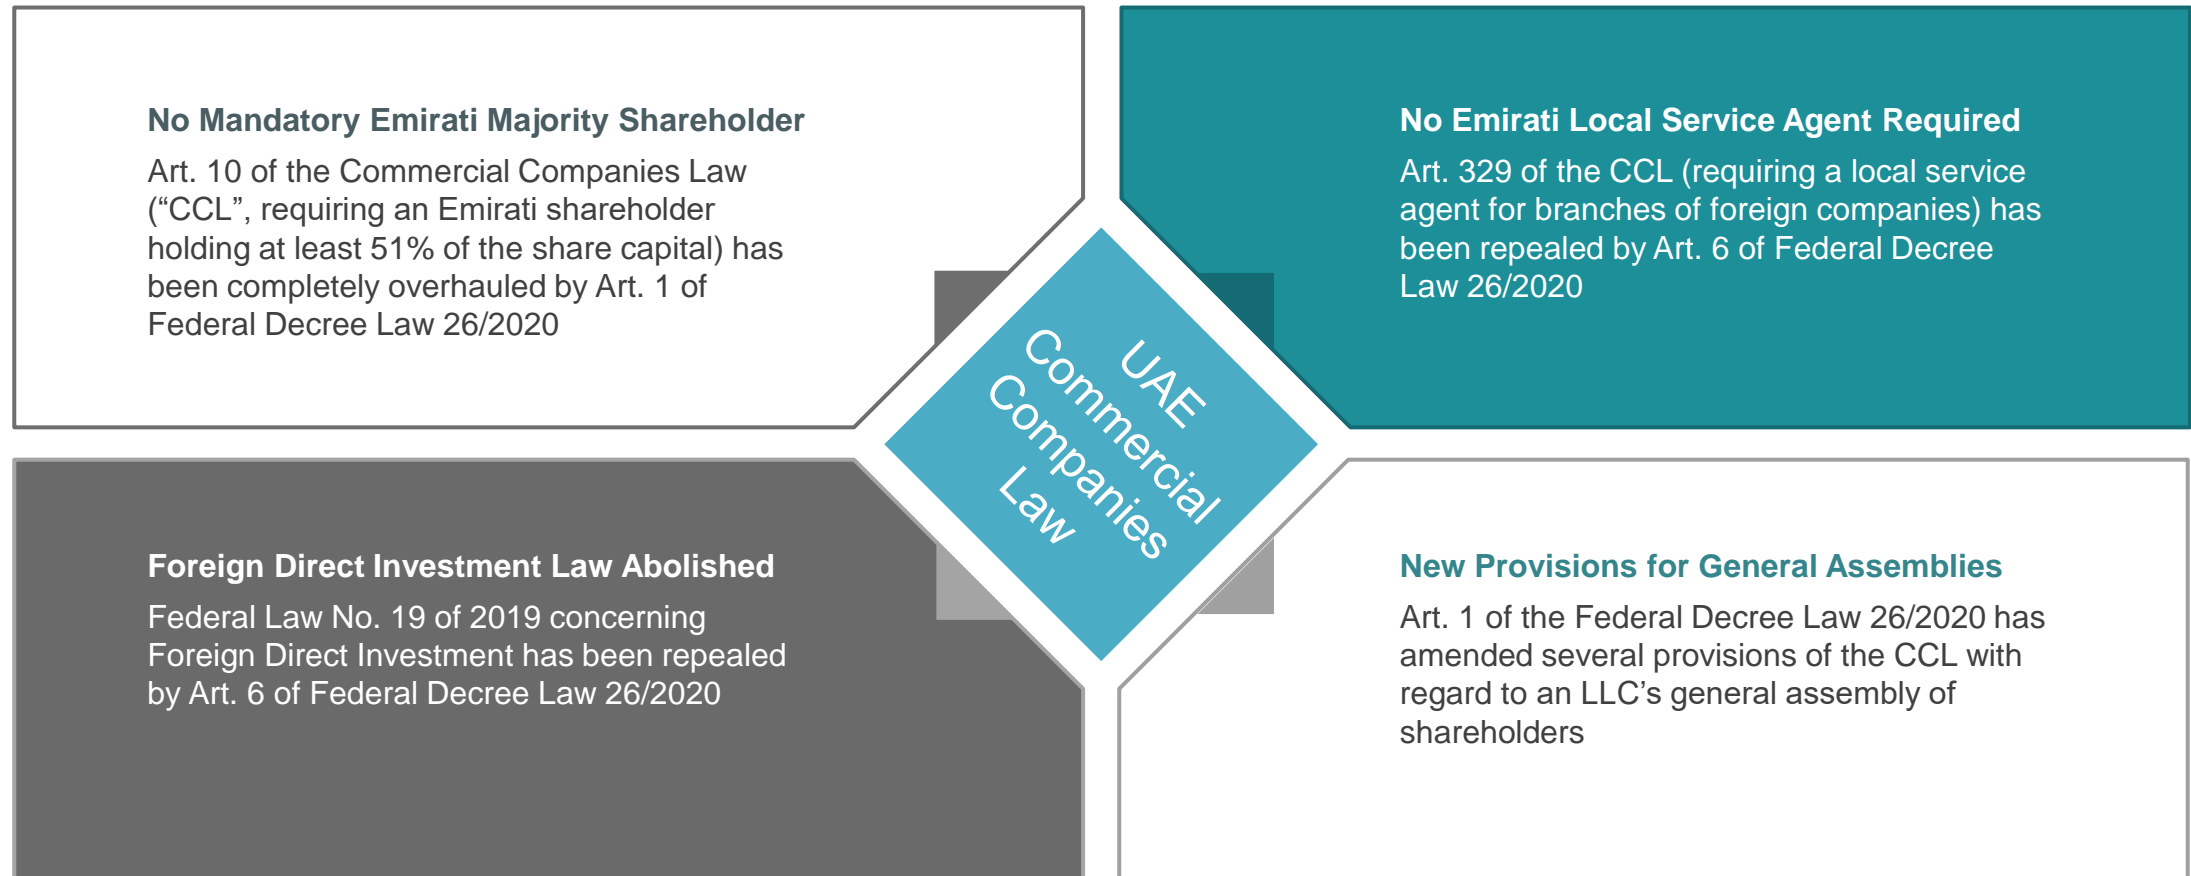 No Mandatory Emirati Majority Shareholder
Art. 10 of the Commercial Companies Law
(“CCL”, requiring an Emirati shareholder
holding at least 51% of the share capital) has
been completely overhauled by Art. 1 of
Federal Decree Law 26/2020
No Emirati Local Service Agent Required
Art. 329 of the CCL (requiring a local service
agent for branches of foreign companies) has
been repealed by Art. 6 of Federal Decree
Law 26/2020
UAE
Commercial
Companies
Law
Foreign Direct Investment Law Abolished
Federal Law No. 19 of 2019 concerning
Foreign Direct Investment has been repealed
by Art. 6 of Federal Decree Law 26/2020
New Provisions for General Assemblies
Art. 1 of the Federal Decree Law 26/2020 has
amended several provisions of the CCL with
regard to an LLC’s general assembly of
shareholders